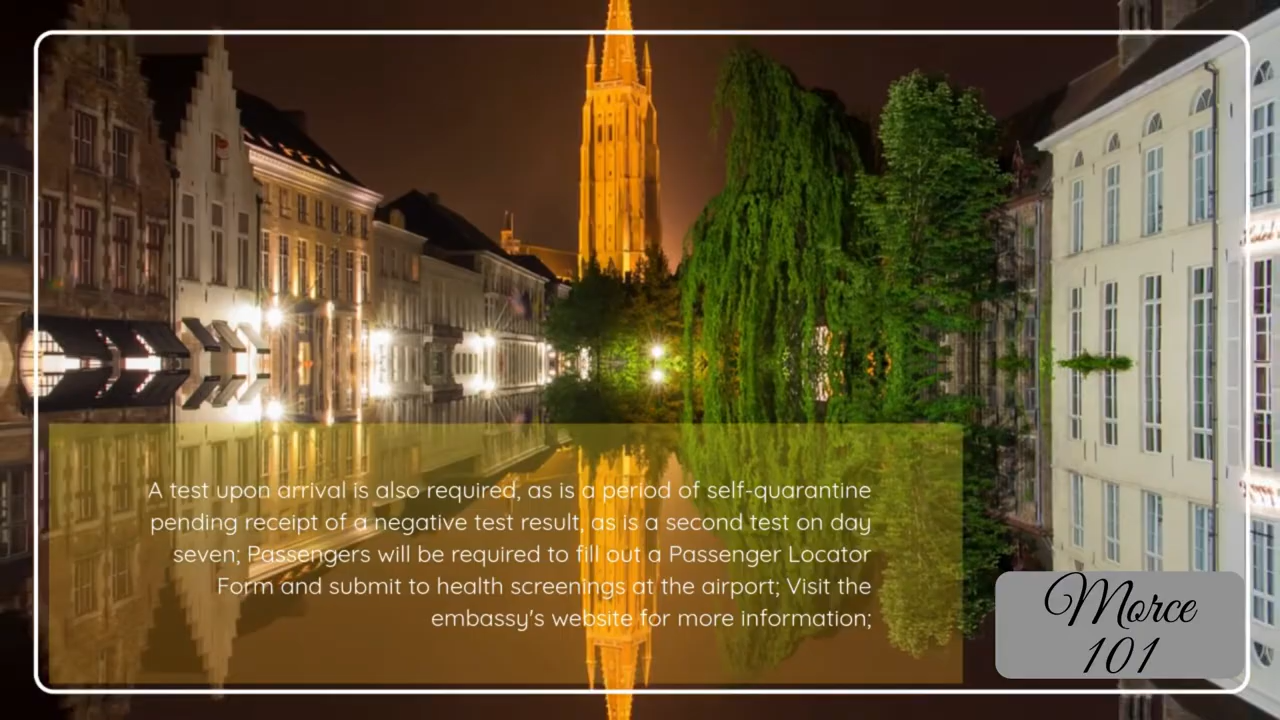 A test upon arrival is also required, as is a period of self-quarantine
pending receipt of a negative test result, as is a second test on day
seven; Passengers will be required to fill out a Passenger Locator
Form and submit to health screenings at the airport; Visit the
embassy's website for more information;
Morce
101